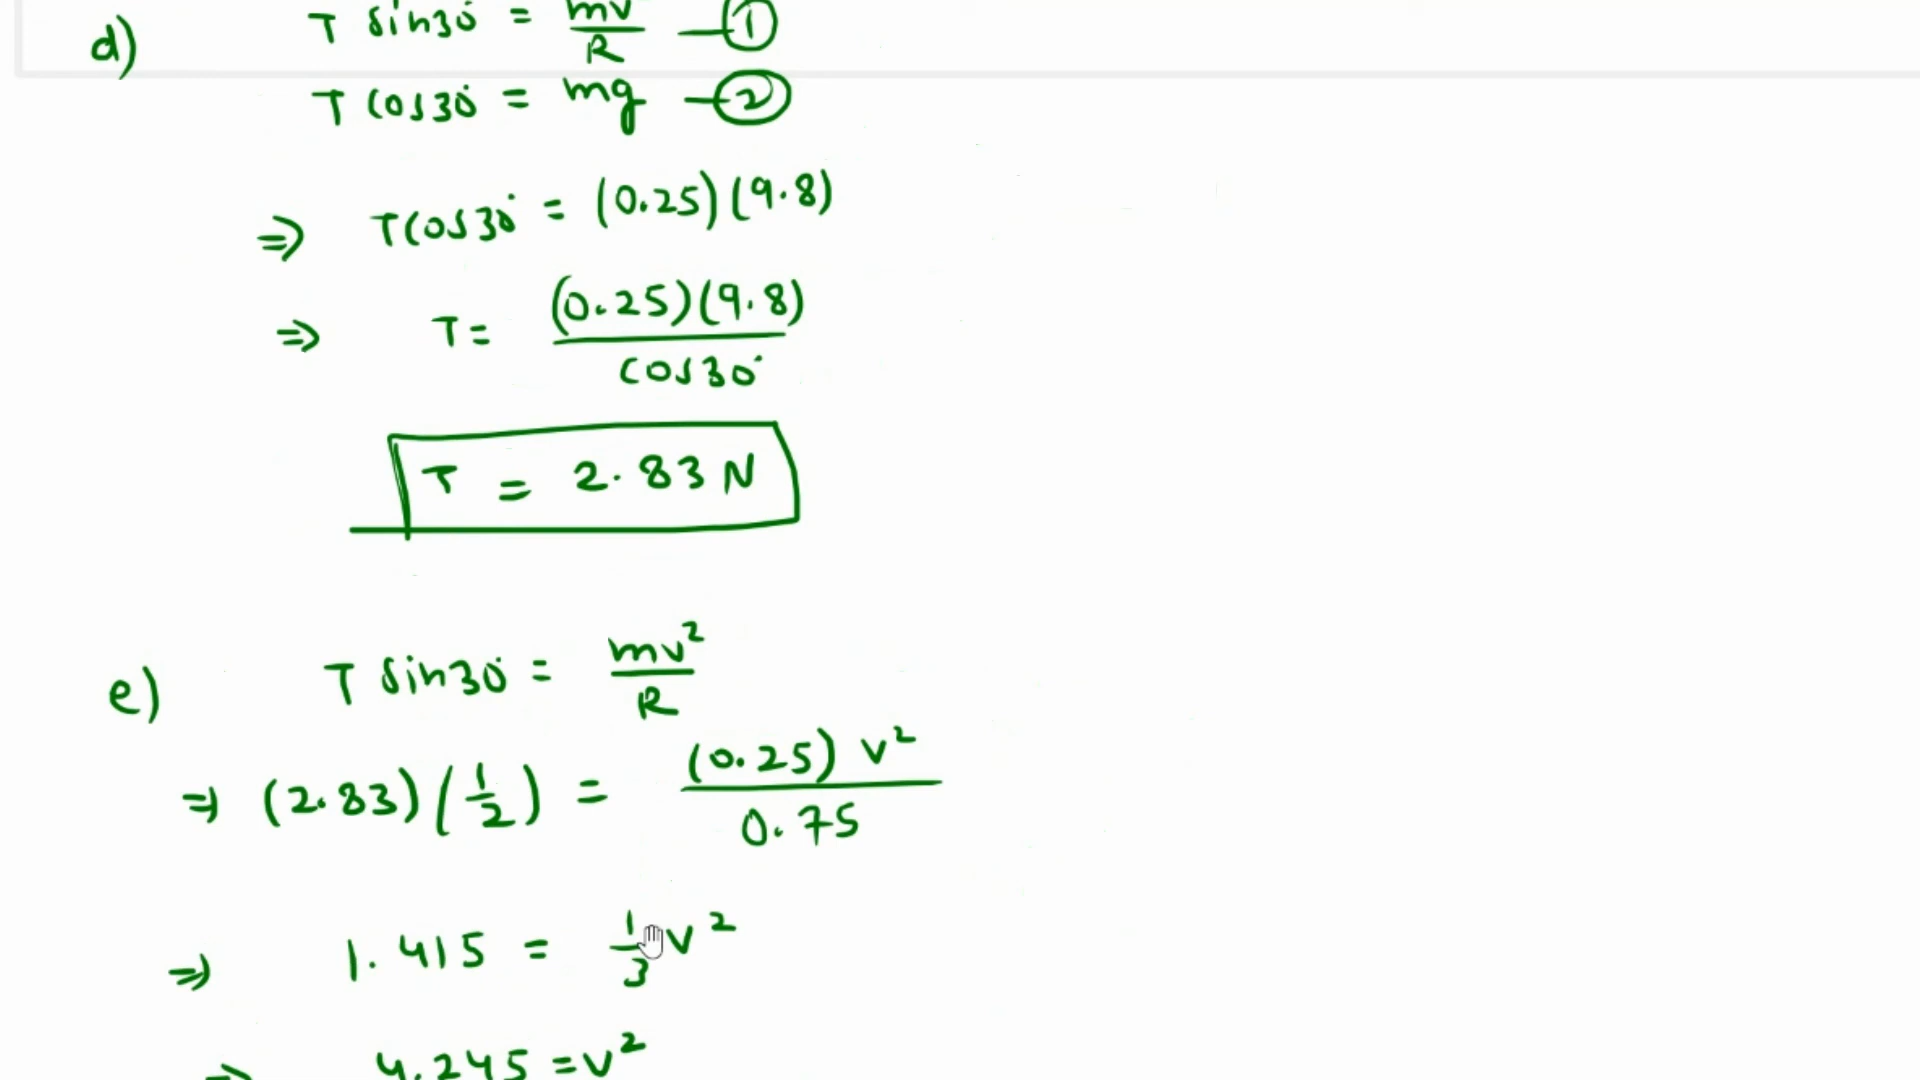 d) T sin30° = mv/R —①
T cos30° = mg —②
⇒ T cos30° = (0.25)(9.8)
⇒ T = (0.25)(9.8)/cos30°
T = 2.83 N
e) T sin30° = mv²/R
⇒ (2.83)(1/2) = (0.25) v²/0.75
⇒ 1.415 = 1/3 v²
⇒ 4.245 = v²